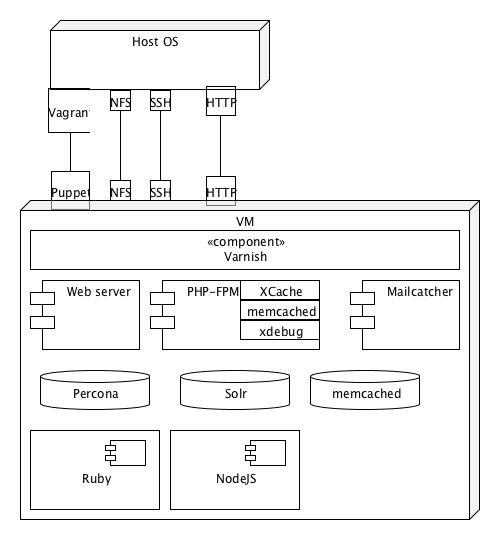 Host OS
Vagrant
NFS
SSH
HTTP
Puppet
NFS
SSH
HTTP
VM
«component»
Varnish
Web server
PHP-FPM
XCache
memcached
xdebug
Mailcatcher
Percona
Solr
memcached
Ruby
NodeJS